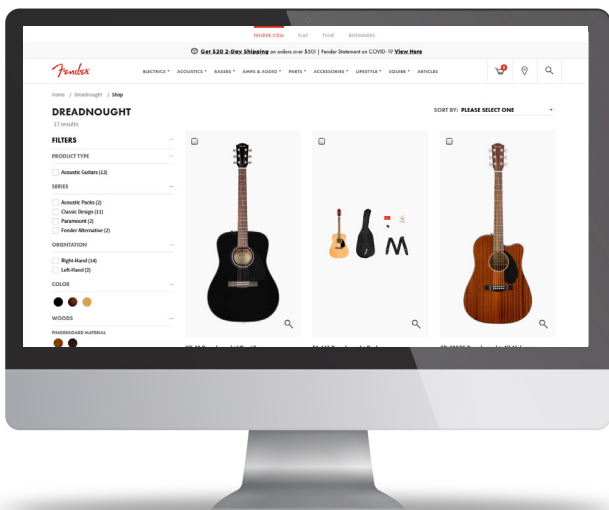 FENDER.COM PLAY TUNE BEGINNERS
Get $20 2-Day Shipping on orders over $30! | Fender Statement on COVID-19 View Here
Fender
ELECTRICS ACOUSTICS BASSES AMPS & AUDIO PARTS ACCESSORIES LIFESTYLE SQUIER ARTICLES
Home / Dreadnought / Shop
DREADNOUGHT
SORT BY: PLEASE SELECT ONE
17 results
FILTERS
PRODUCT TYPE
Acoustic Guitars (13)
SERIES
Acoustic Packs (2)
Classic Design (11)
Paramount (2)
Fender Alternative (2)
ORIENTATION
Right-Hand (14)
Left-Hand (2)
COLOR
WOODS
FINGERBOARD MATERIAL